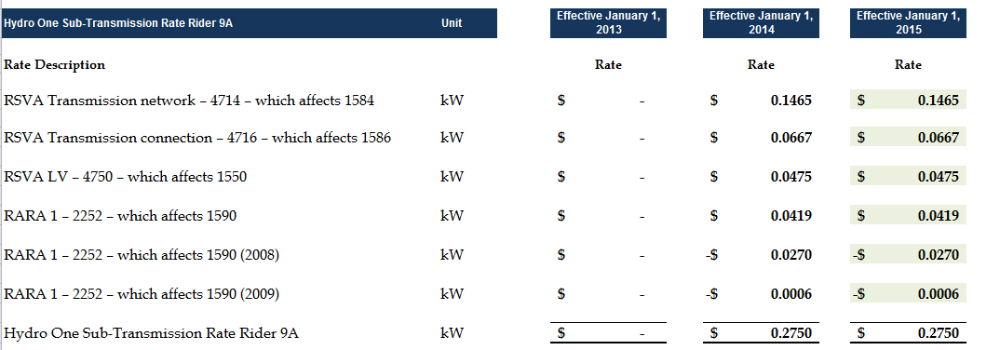 Hydro One Sub-Transmission Rate Rider 9A Unit Effective January 1, 2013 Effective January 1, 2014 Effective January 1, 2015
Rate Description Rate Rate Rate
RSVA Transmission network – 4714 – which affects 1584 kW $ - $ 0.1465 $ 0.1465
RSVA Transmission connection – 4716 – which affects 1586 kW $ - $ 0.0667 $ 0.0667
RSVA LV – 4750 – which affects 1550 kW $ - $ 0.0475 $ 0.0475
RARA 1 – 2252 – which affects 1590 kW $ - $ 0.0419 $ 0.0419
RARA 1 – 2252 – which affects 1590 (2008) kW $ - -$ 0.0270 -$ 0.0270
RARA 1 – 2252 – which affects 1590 (2009) kW $ - -$ 0.0006 -$ 0.0006
Hydro One Sub-Transmission Rate Rider 9A kW $ - $ 0.2750 $ 0.2750